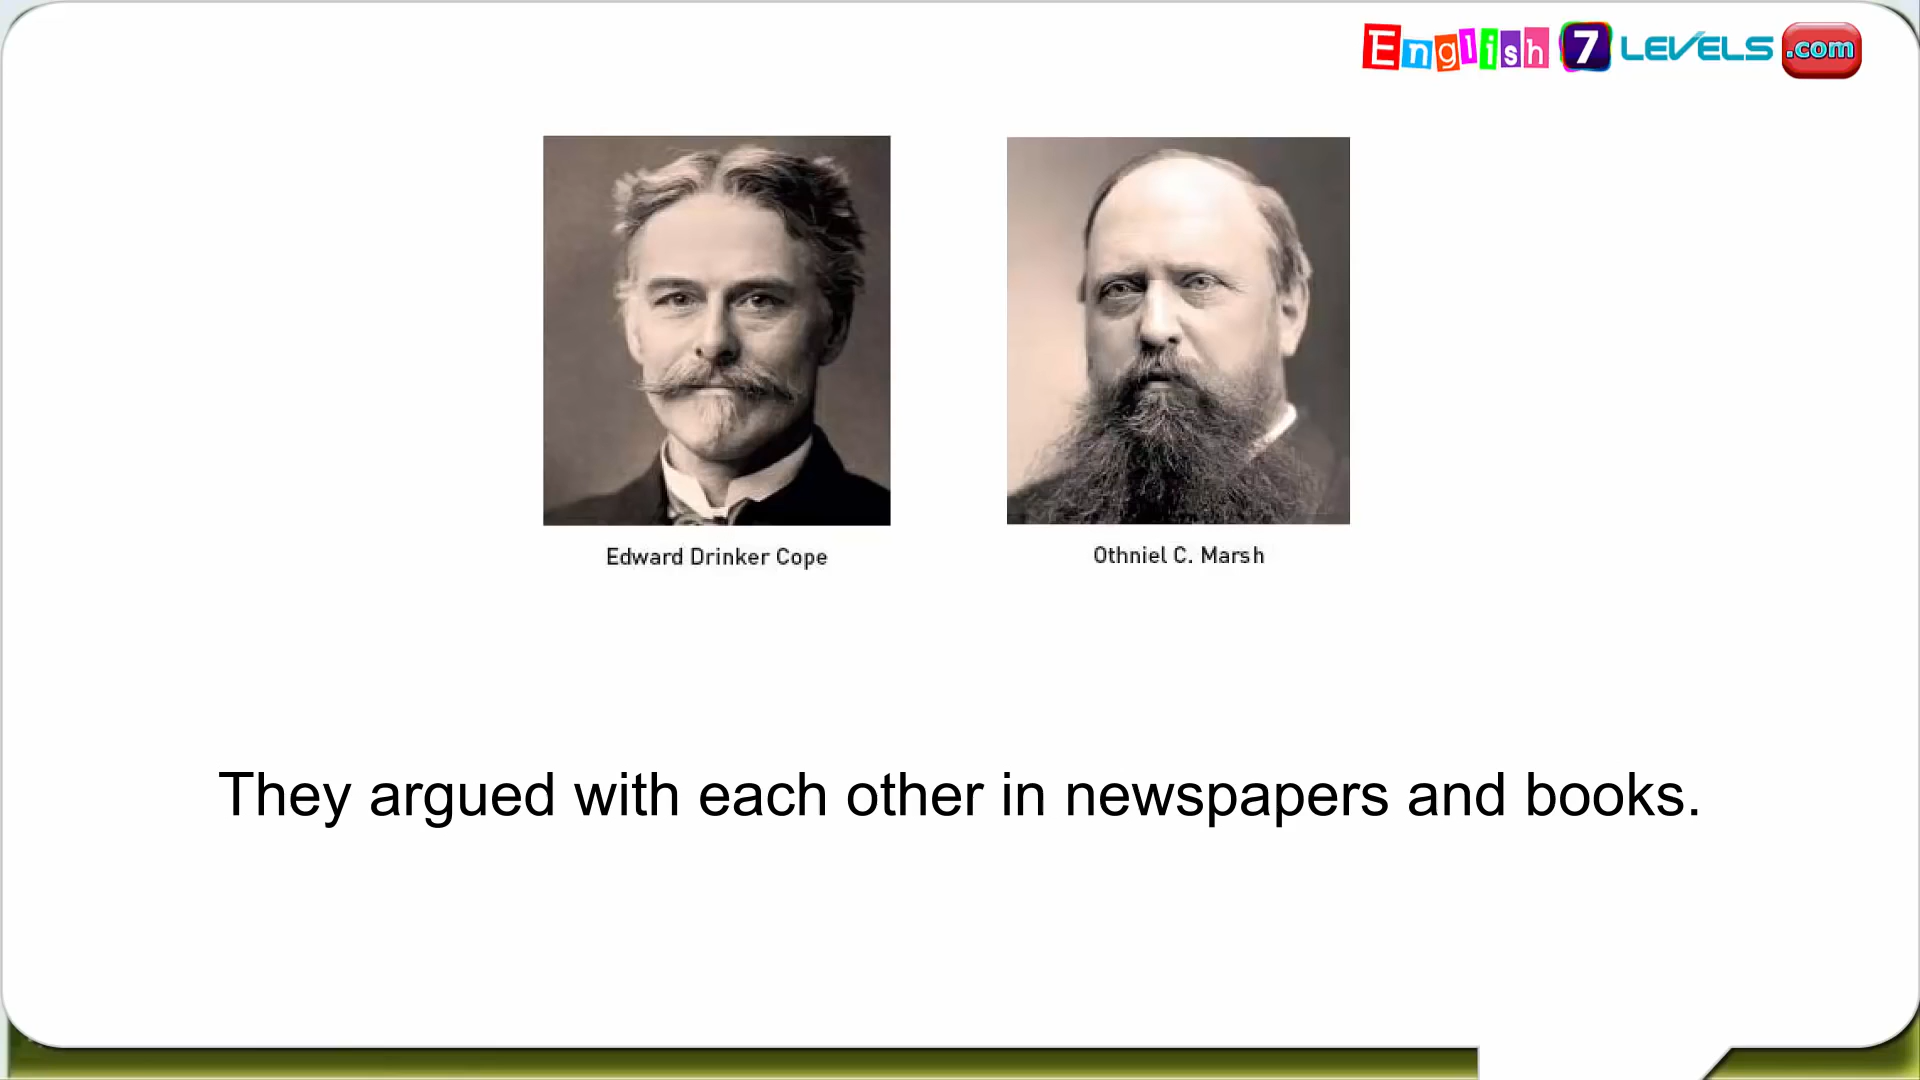 English 7 LEVELS .com
Edward Drinker Cope
Othniel C. Marsh
They argued with each other in newspapers and books.